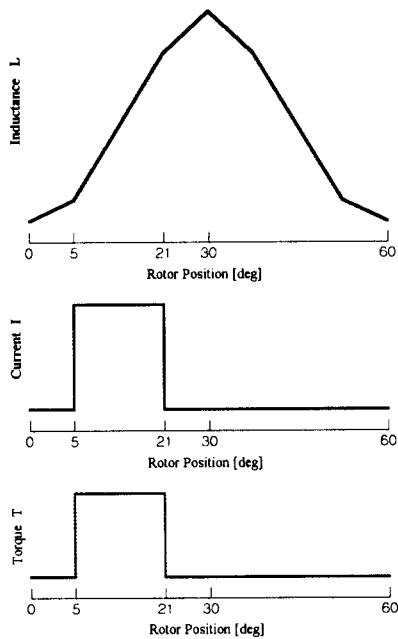 Inductance L
0 5 21 30 60
Rotor Position [deg]
Current I
0 5 21 30 60
Rotor Position [deg]
Torque T
0 5 21 30 60
Rotor Position [deg]